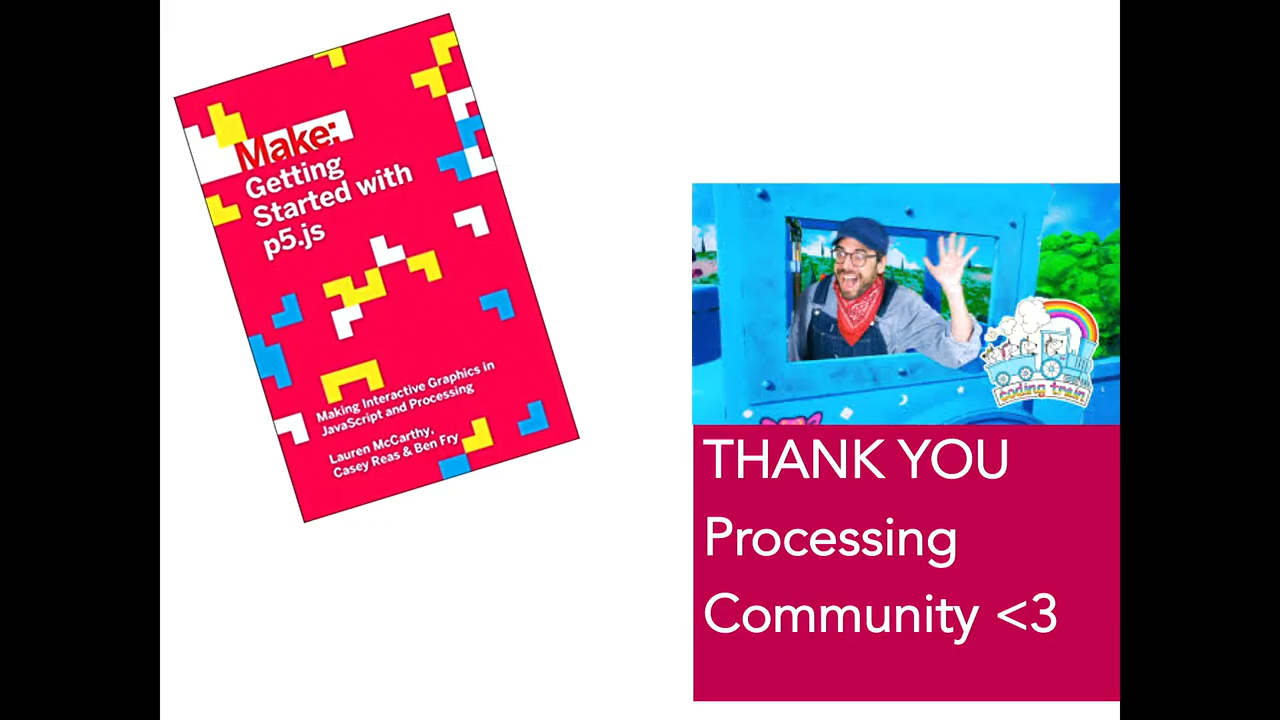 Make:
Getting
Started with
p5.js
Making Interactive Graphics in
JavaScript and Processing
Lauren McCarthy,
Casey Reas & Ben Fry
coding train
THANK YOU
Processing
Community <3